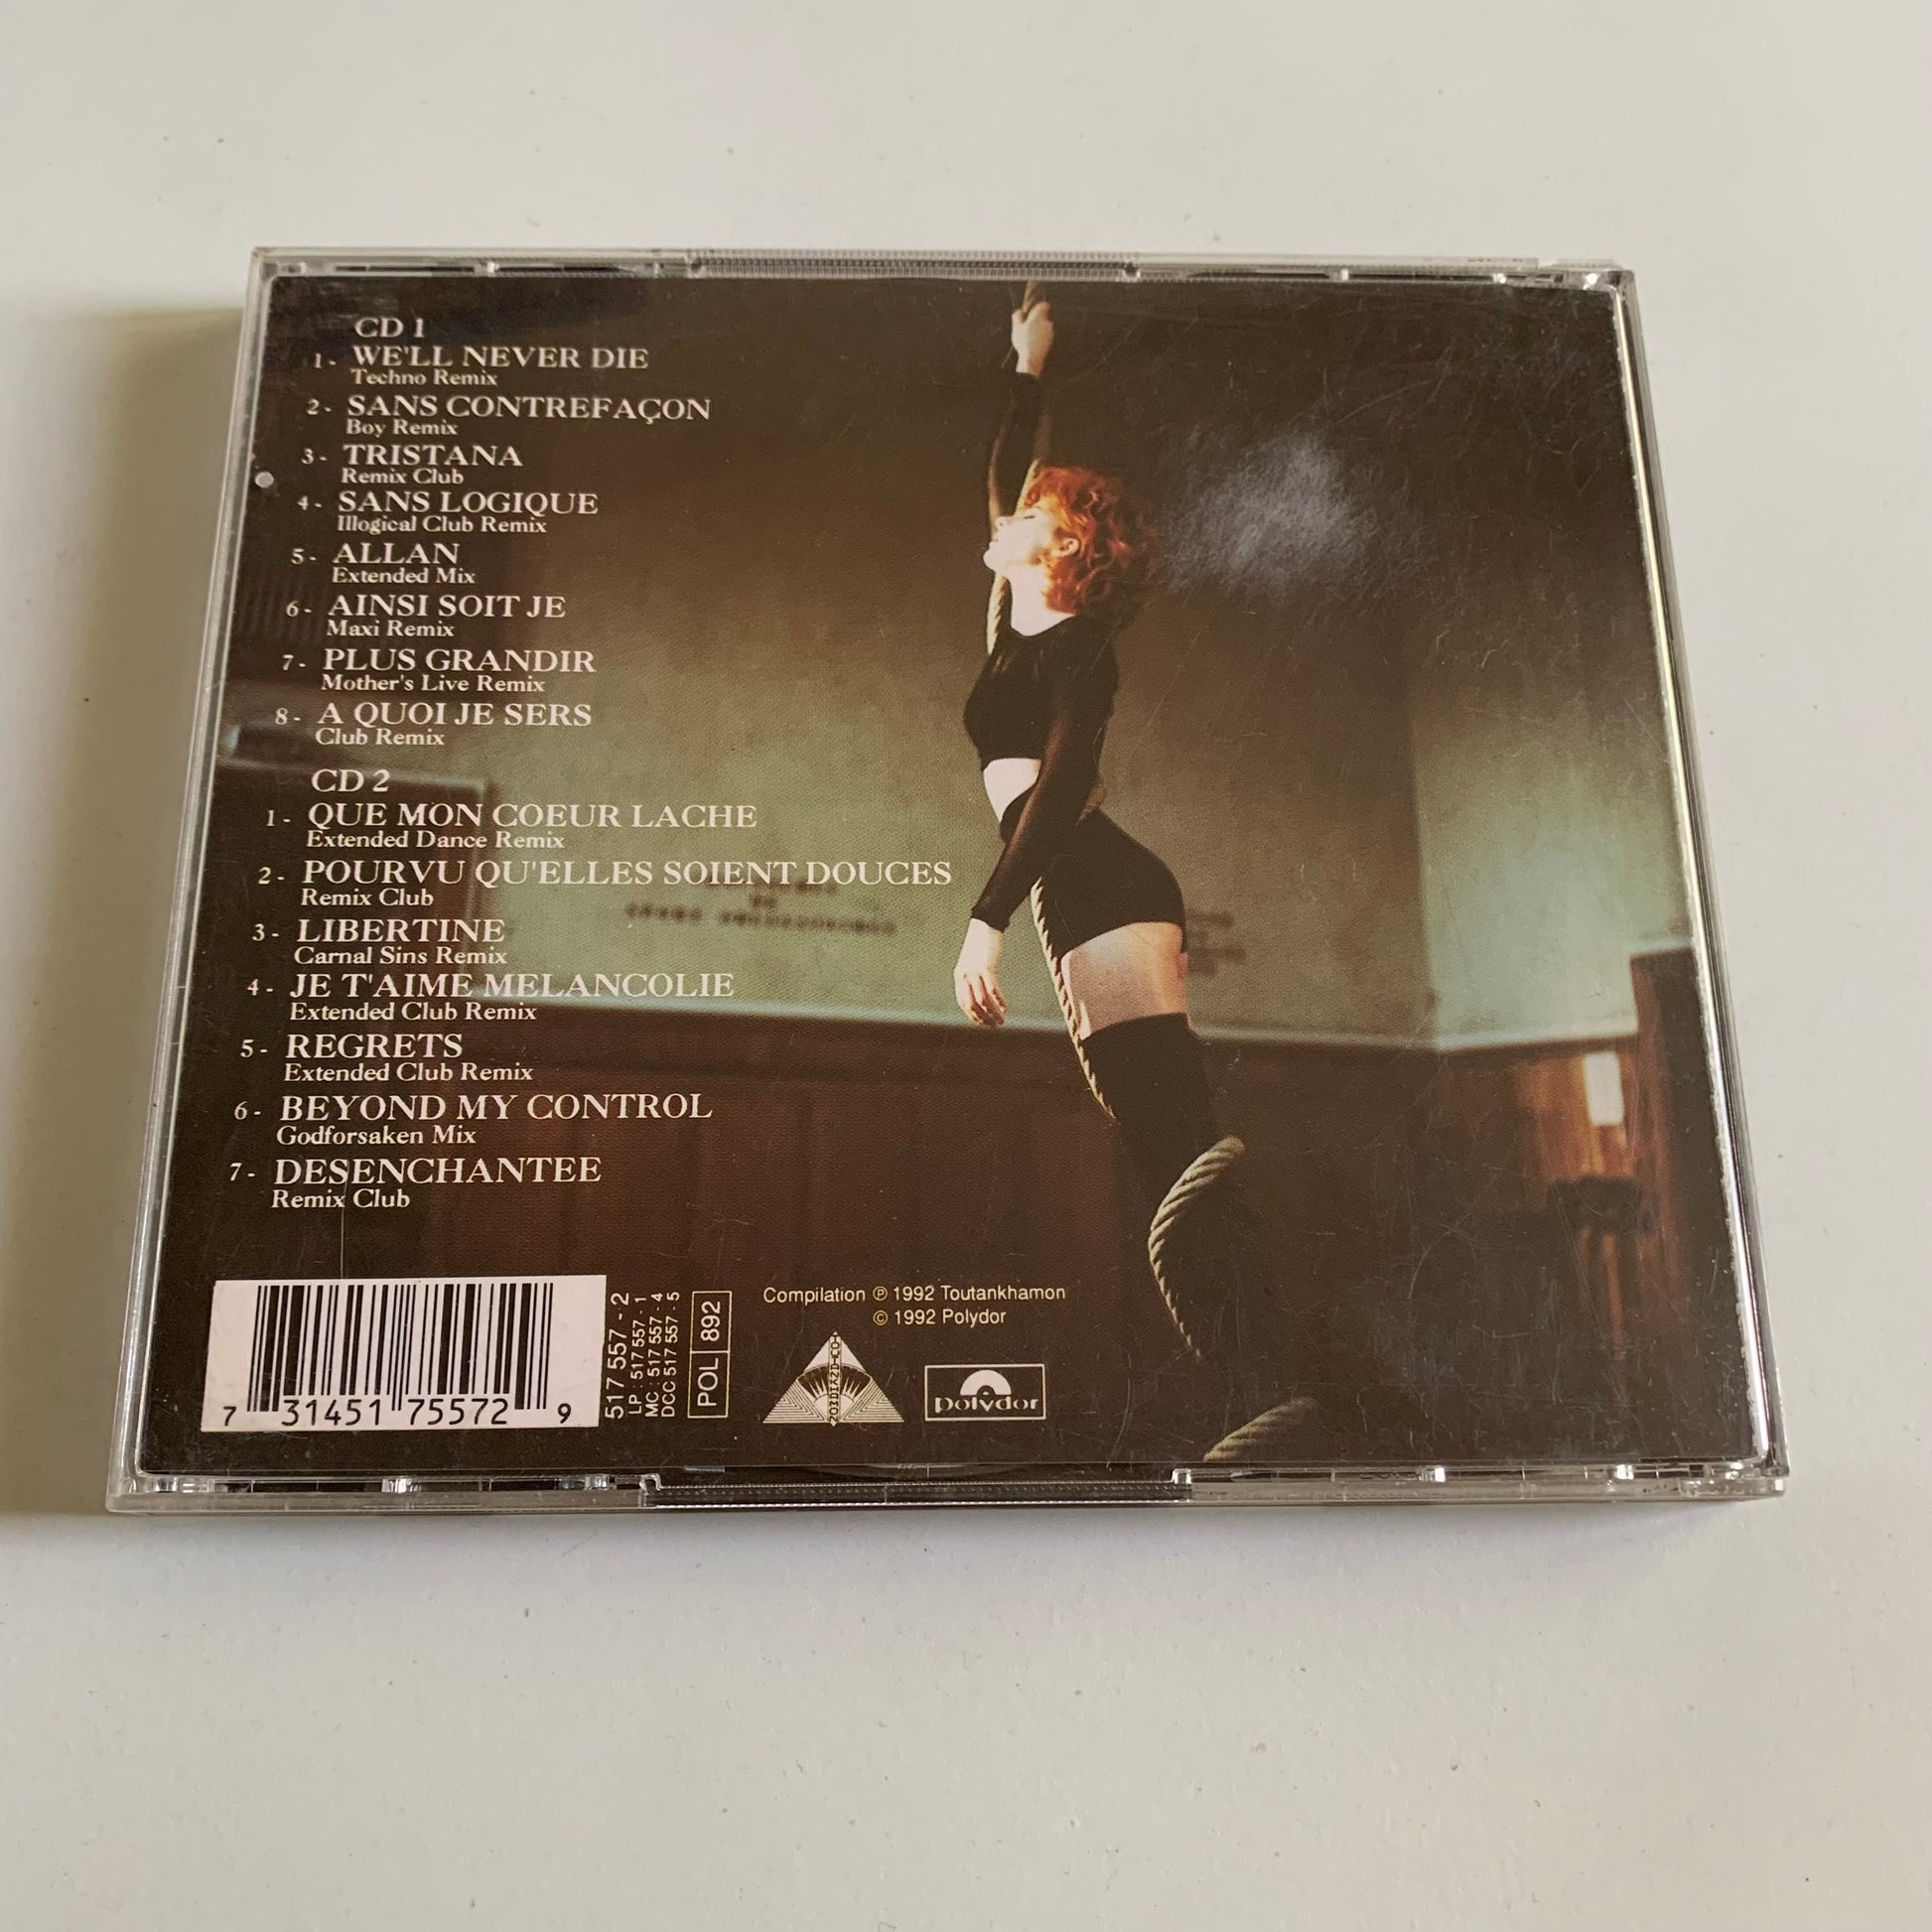 CD 1
1 - WE'LL NEVER DIE
Techno Remix
2 - SANS CONTREFAÇON
Boy Remix
3 - TRISTANA
Remix Club
4 - SANS LOGIQUE
Illogical Club Remix
5 - ALLAN
Extended Mix
6 - AINSI SOIT JE
Maxi Remix
7 - PLUS GRANDIR
Mother's Live Remix
8 - A QUOI JE SERS
Club Remix
CD 2
1 - QUE MON COEUR LACHE
Extended Dance Remix
2 - POURVU QU'ELLES SOIENT DOUCES
Remix Club
3 - LIBERTINE
Carnal Sins Remix
4 - JE T'AIME MELANCOLIE
Extended Club Remix
5 - REGRETS
Extended Club Remix
6 - BEYOND MY CONTROL
Godforsaken Mix
7 - DESENCHANTEE
Remix Club
7 31451 75572 9
517 557 - 2
LP : 517 557 - 1
MC : 517 557 - 4
DCC 517 557 - 5
POL 892
Compilation ℗ 1992 Toutankhamon
© 1992 Polydor
polydor